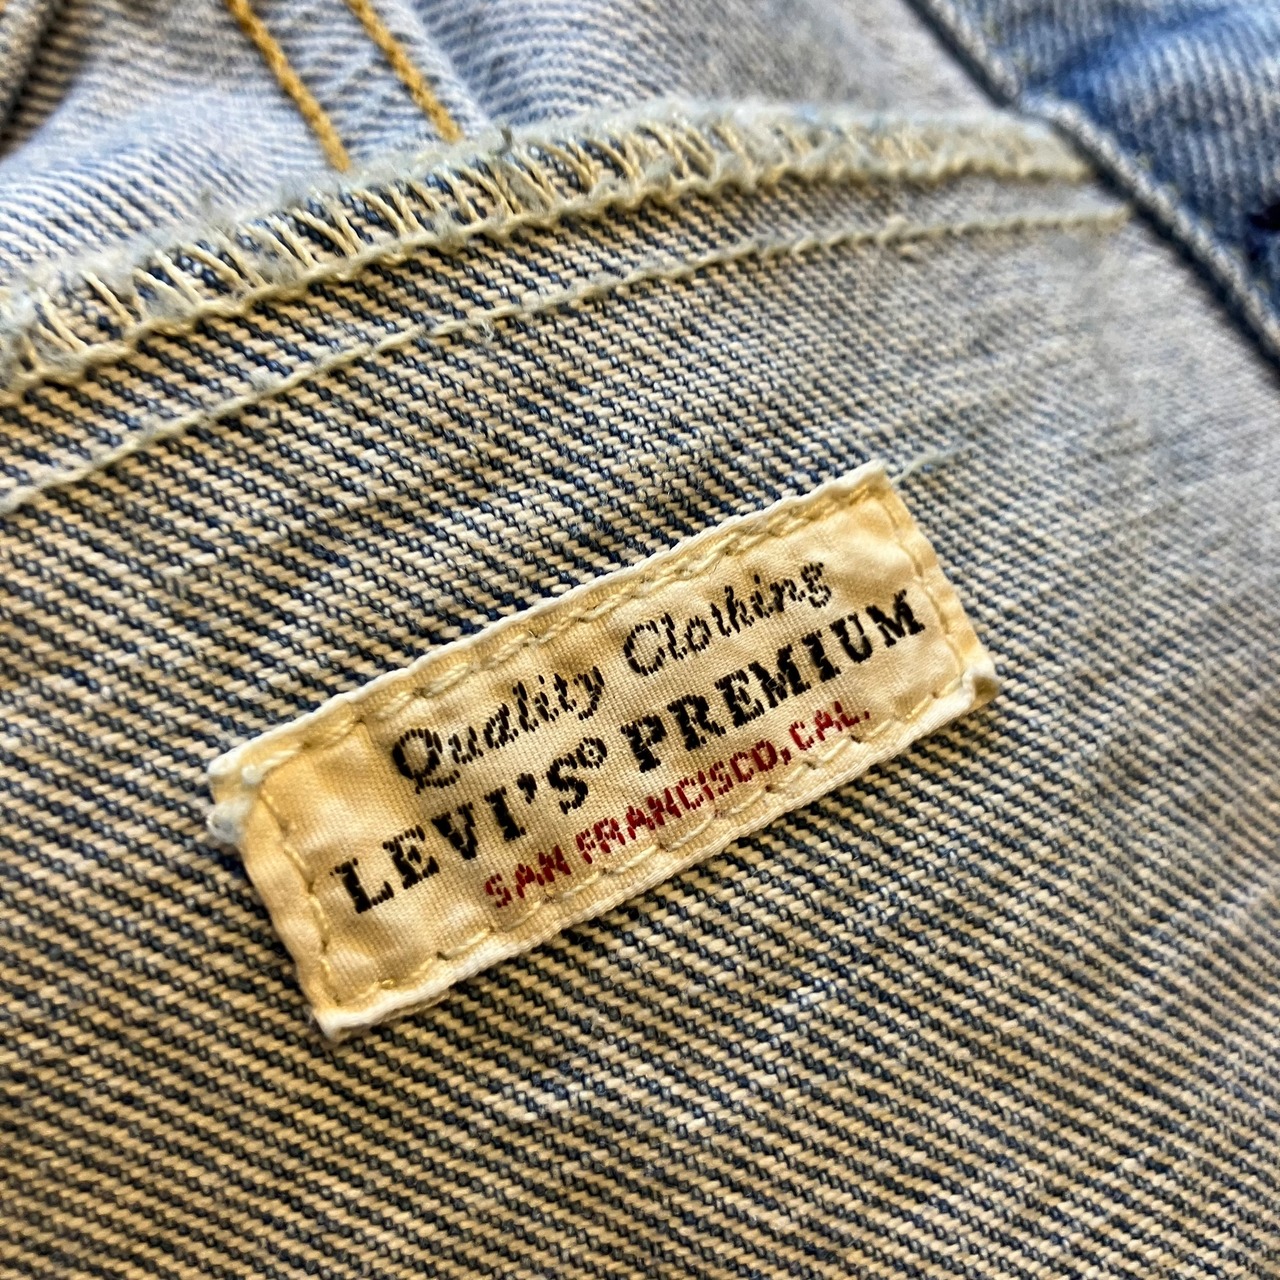 Quality Clothing
LEVI'S® PREMIUM
SAN FRANCISCO, CAL.